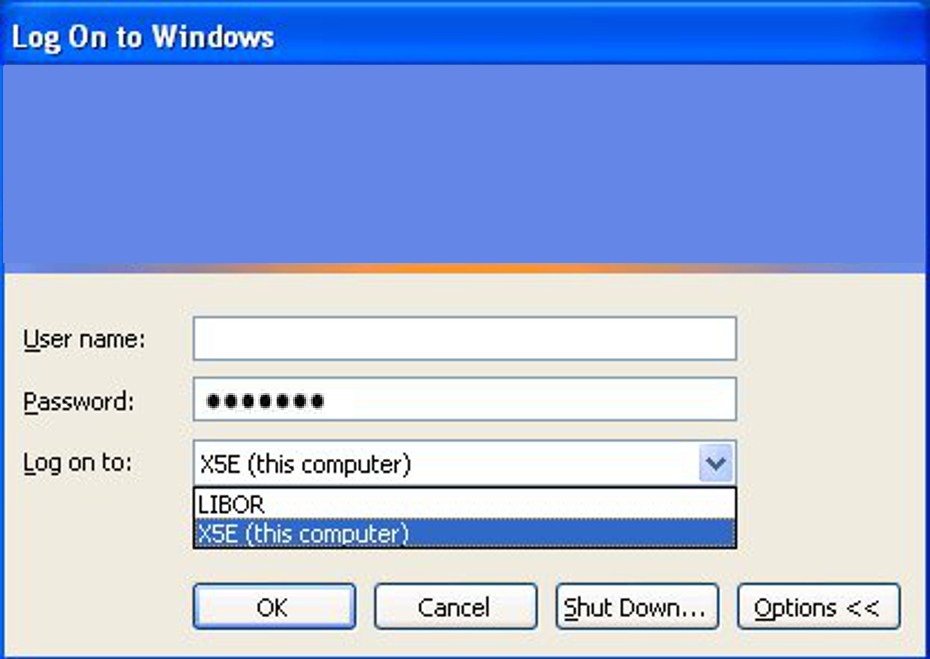 Log On to Windows
User name:
Password: ●●●●●●●
Log on to: X5E (this computer)
LIBOR
X5E (this computer)
OK Cancel Shut Down... Options <<